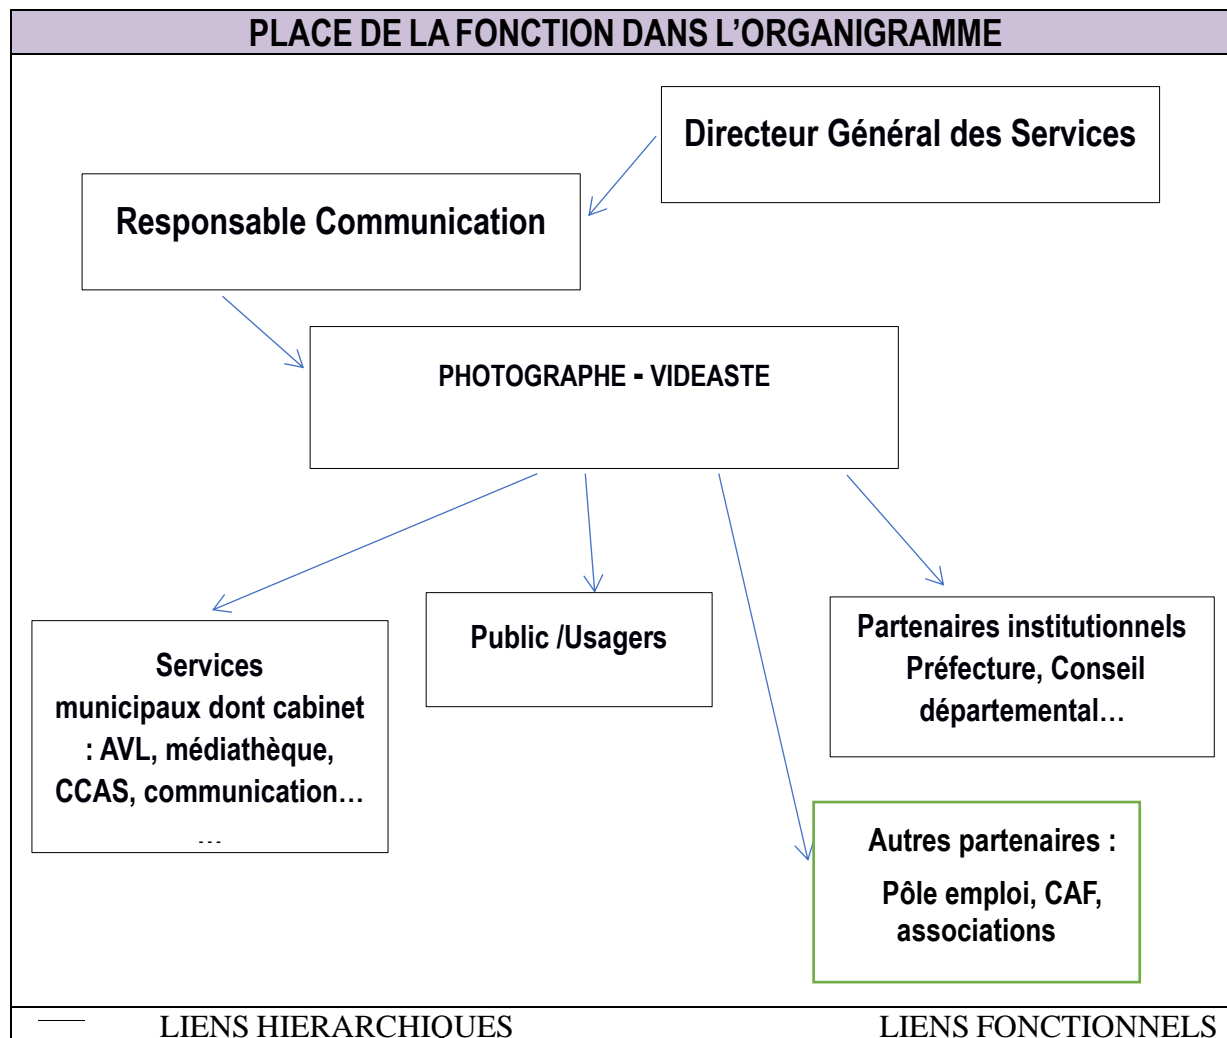 PLACE DE LA FONCTION DANS L'ORGANIGRAMME
Directeur Général des Services
Responsable Communication
PHOTOGRAPHE - VIDEASTE
Services
municipaux dont cabinet
: AVL, médiathèque,
CCAS, communication…
…
Public /Usagers
Partenaires institutionnels
Préfecture, Conseil
départemental…
Autres partenaires :
Pôle emploi, CAF,
associations
LIENS HIERARCHIQUES LIENS FONCTIONNELS